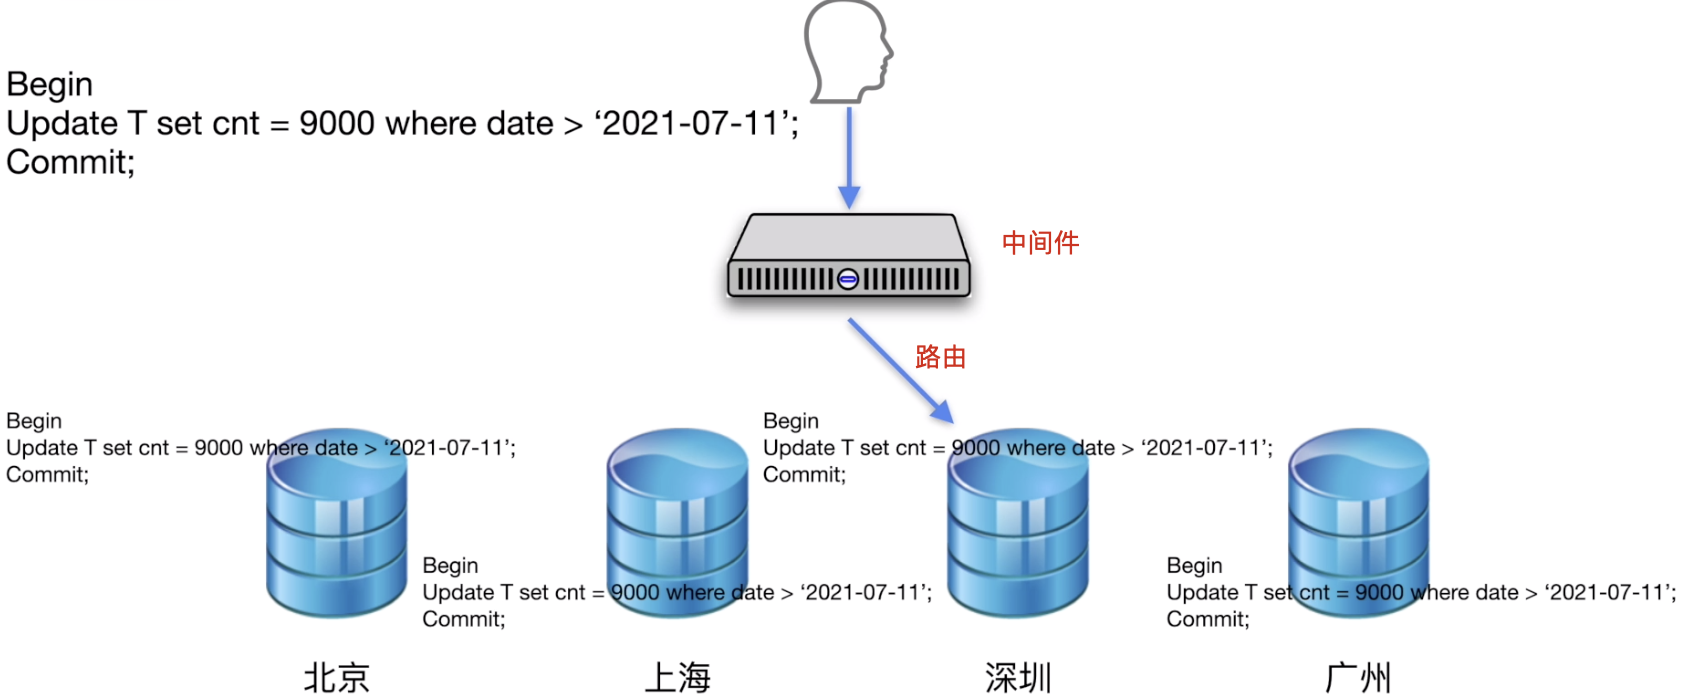 Begin
Update T set cnt = 9000 where date > ‘2021-07-11’;
Commit;
中间件
路由
Begin
Update T set cnt = 9000 where date > ‘2021-07-11’;
Commit;
Begin
Update T set cnt = 9000 where date > ‘2021-07-11’;
Commit;
Begin
Update T set cnt = 9000 where date > ‘2021-07-11’;
Commit;
Begin
Update T set cnt = 9000 where date > ‘2021-07-11’;
Commit;
北京
上海
深圳
广州